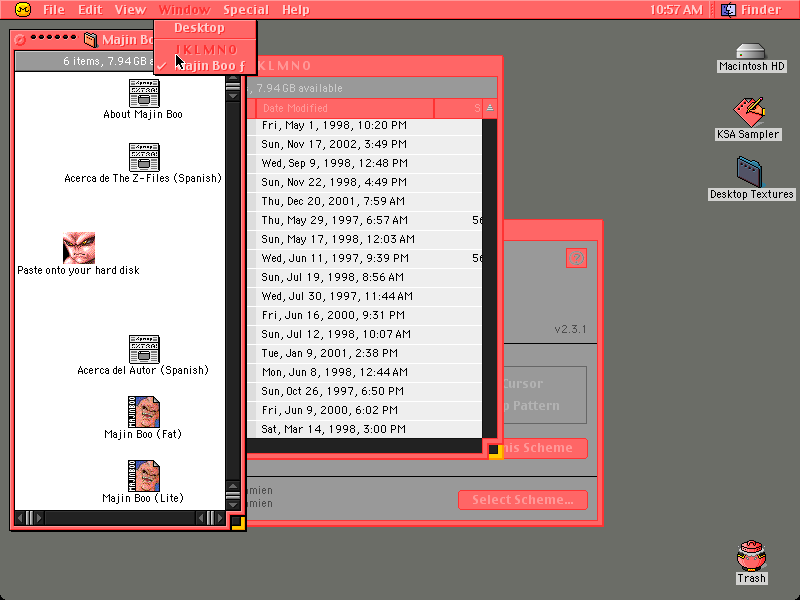 File Edit View Window Special Help 10:57 AM Finder
Desktop
JKLMNO
Majin Boo ƒ
Majin Bo
6 items, 7.94 GB a
KLMNO
, 7.94 GB available
Date Modified S
Fri, May 1, 1998, 10:20 PM
Sun, Nov 17, 2002, 3:49 PM
Wed, Sep 9, 1998, 12:48 PM
Sun, Nov 22, 1998, 4:49 PM
Thu, Dec 20, 2001, 7:59 AM
Thu, May 29, 1997, 6:57 AM 56
Sun, May 17, 1998, 12:03 AM
Wed, Jun 11, 1997, 9:39 PM 56
Sun, Jul 19, 1998, 8:56 AM
Wed, Jul 30, 1997, 11:44 AM
Fri, Jun 16, 2000, 9:31 PM
Sun, Jul 12, 1998, 10:07 AM
Tue, Jan 9, 2001, 2:38 PM
Mon, Jun 8, 1998, 12:44 AM
Sun, Oct 26, 1997, 6:50 PM
Fri, Jun 9, 2000, 6:02 PM
Sat, Mar 14, 1998, 3:00 PM
About Majin Boo
Acerca de The Z-Files (Spanish)
Paste onto your hard disk
Acerca del Autor (Spanish)
Majin Boo (Fat)
Majin Boo (Lite)
v2.3.1
Cursor
p Pattern
his Scheme
mien
mien
Select Scheme...
Macintosh HD
KSA Sampler
Desktop Textures
Trash